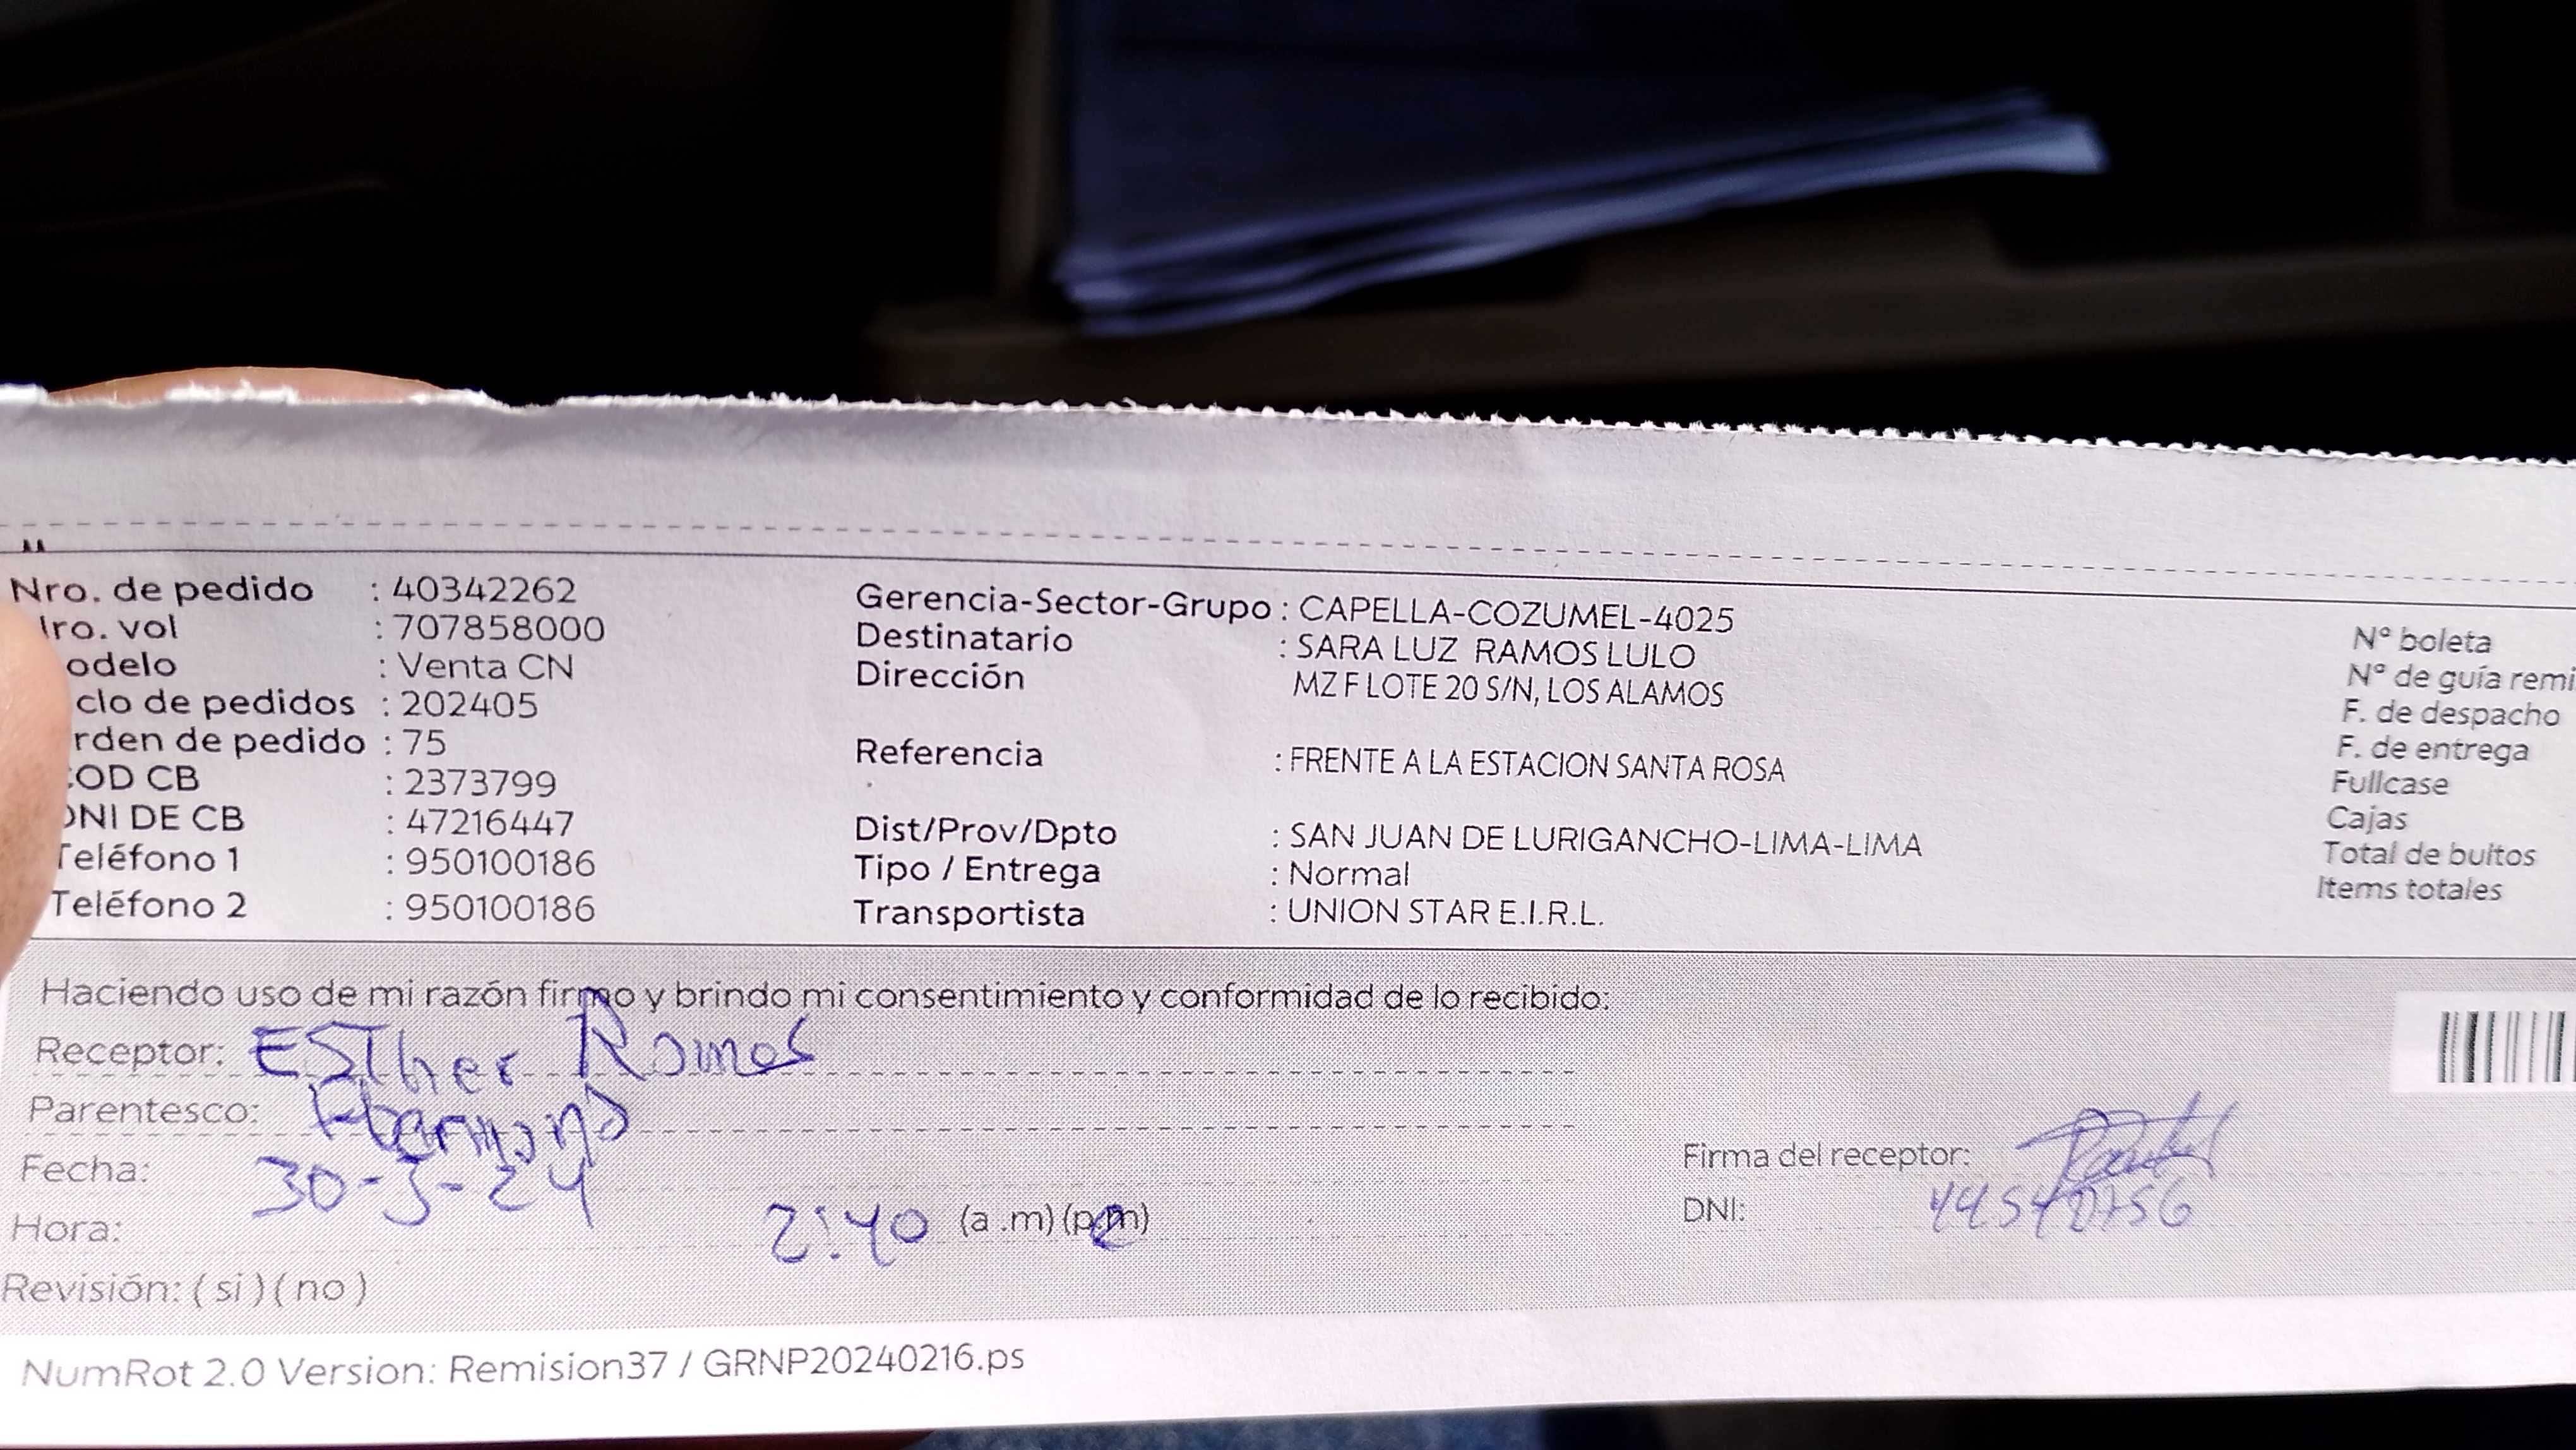 Nro. de pedido : 40342262
Nro. vol : 707858000
odelo : Venta CN
clo de pedidos : 202405
rden de pedido : 75
COD CB : 2373799
DNI DE CB : 47216447
Teléfono 1 : 950100186
Teléfono 2 : 950100186
Gerencia-Sector-Grupo : CAPELLA-COZUMEL-4025
Destinatario : SARA LUZ RAMOS LULO
Dirección MZ F LOTE 20 S/N, LOS ALAMOS
Referencia : FRENTE A LA ESTACION SANTA ROSA
Dist/Prov/Dpto : SAN JUAN DE LURIGANCHO-LIMA-LIMA
Tipo / Entrega : Normal
Transportista : UNION STAR E.I.R.L.
N° boleta
N° de guía remi
F. de despacho
F. de entrega
Fullcase
Cajas
Total de bultos
Items totales
Haciendo uso de mi razón firmo y brindo mi consentimiento y conformidad de lo recibido:
Receptor: ESTher Ramos
Parentesco: Hermana
Fecha: 30-3-24
Hora: 2:40 (a .m) (p.m)
Revisión: ( si ) ( no )
Firma del receptor:
DNI:
NumRot 2.0 Version: Remision37 / GRNP20240216.ps